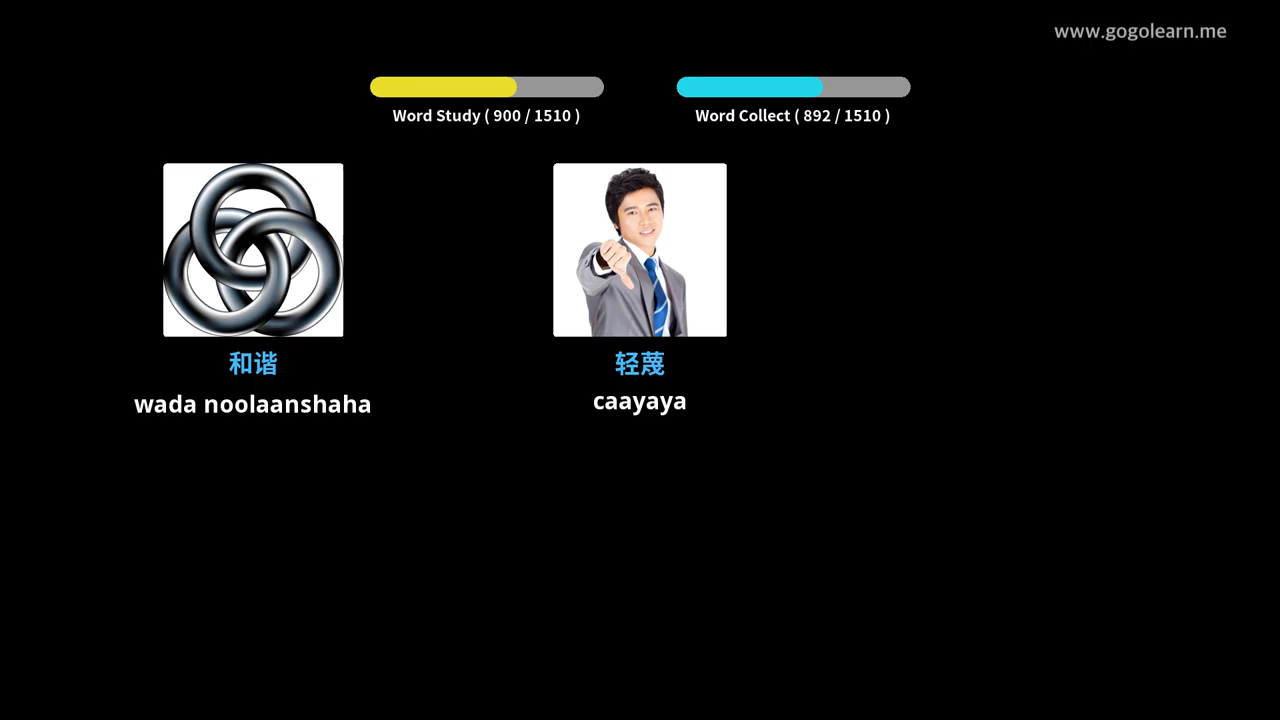 www.gogolearn.me
Word Study ( 900 / 1510 )
Word Collect ( 892 / 1510 )
和谐
wada noolaanshaha
轻蔑
caayaya